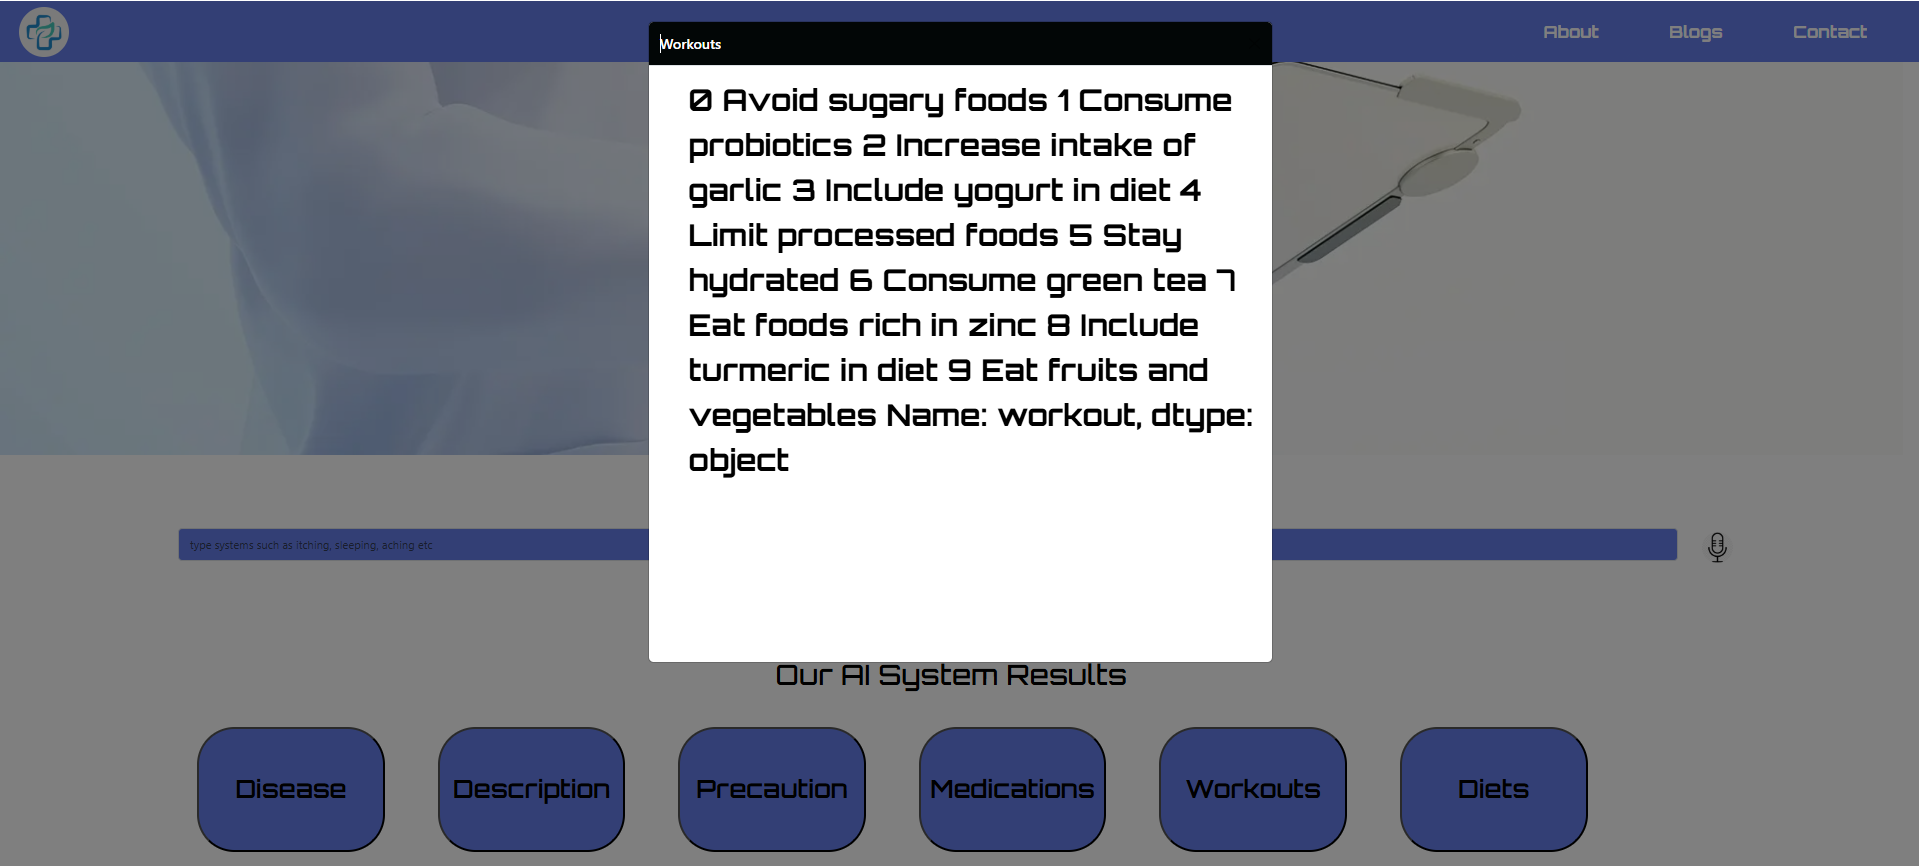 About Blogs Contact
Workouts
0 Avoid sugary foods 1 Consume
probiotics 2 Increase intake of
garlic 3 Include yogurt in diet 4
Limit processed foods 5 Stay
hydrated 6 Consume green tea 7
Eat foods rich in zinc 8 Include
turmeric in diet 9 Eat fruits and
vegetables Name: workout, dtype:
object
type systems such as itching, sleeping, aching etc
Our AI System Results
Disease Description Precaution Medications Workouts Diets